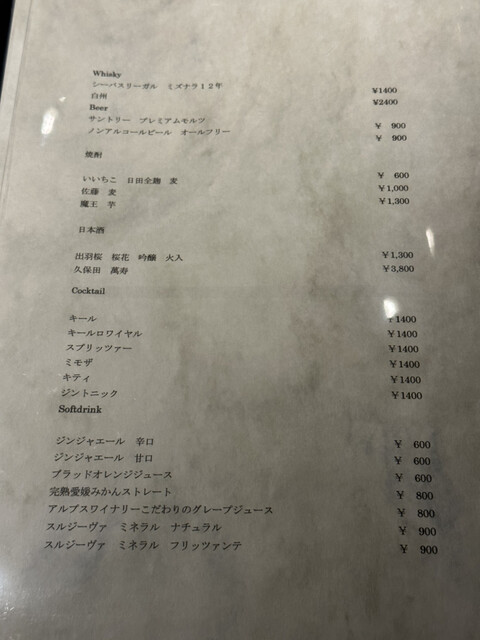 Whisky
シーバスリーガル ミズナラ12年 ¥1400
白州 ¥2400
Beer
サントリー プレミアムモルツ ¥ 900
ノンアルコールビール オールフリー ¥ 900
焼酎
いいちこ 日田全麹 麦 ¥ 600
佐藤 麦 ¥1,000
魔王 芋 ¥1,300
日本酒
出羽桜 桜花 吟醸 火入 ¥1,300
久保田 萬寿 ¥3,800
Cocktail
キール ¥1400
キールロワイヤル ¥1400
スプリッツァー ¥1400
ミモザ ¥1400
キティ ¥1400
ジントニック ¥1400
Softdrink
ジンジャエール 辛口 ¥ 600
ジンジャエール 甘口 ¥ 600
ブラッドオレンジジュース ¥ 600
完熟愛媛みかんストレート ¥ 800
アルプスワイナリーこだわりのグレープジュース ¥ 800
スルジーヴァ ミネラル ナチュラル ¥ 900
スルジーヴァ ミネラル フリッツァンテ ¥ 900